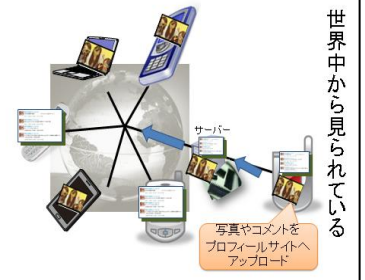 世界中から見られている
サーバー
写真やコメントを
プロフィールサイトへ
アップロード